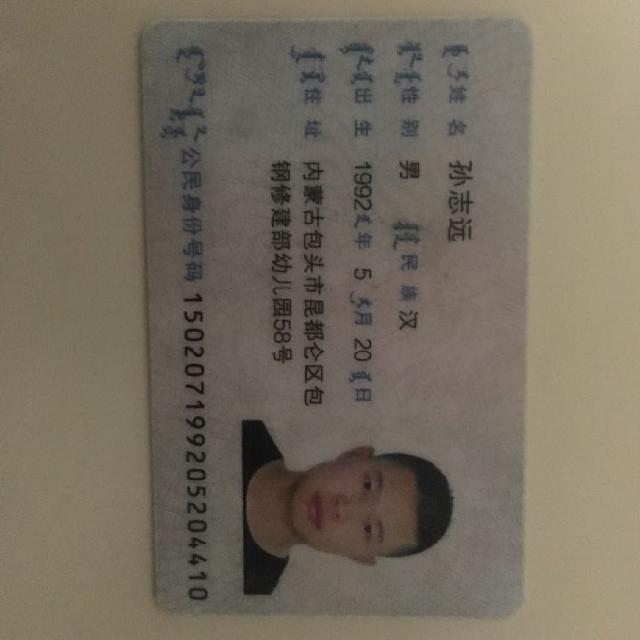 姓名 孙志远
性别 男 民族 汉
出生 1992 年 5 月 20 日
住址 内蒙古包头市昆都仑区包
钢修建部幼儿园58号
公民身份号码 150207199205204410